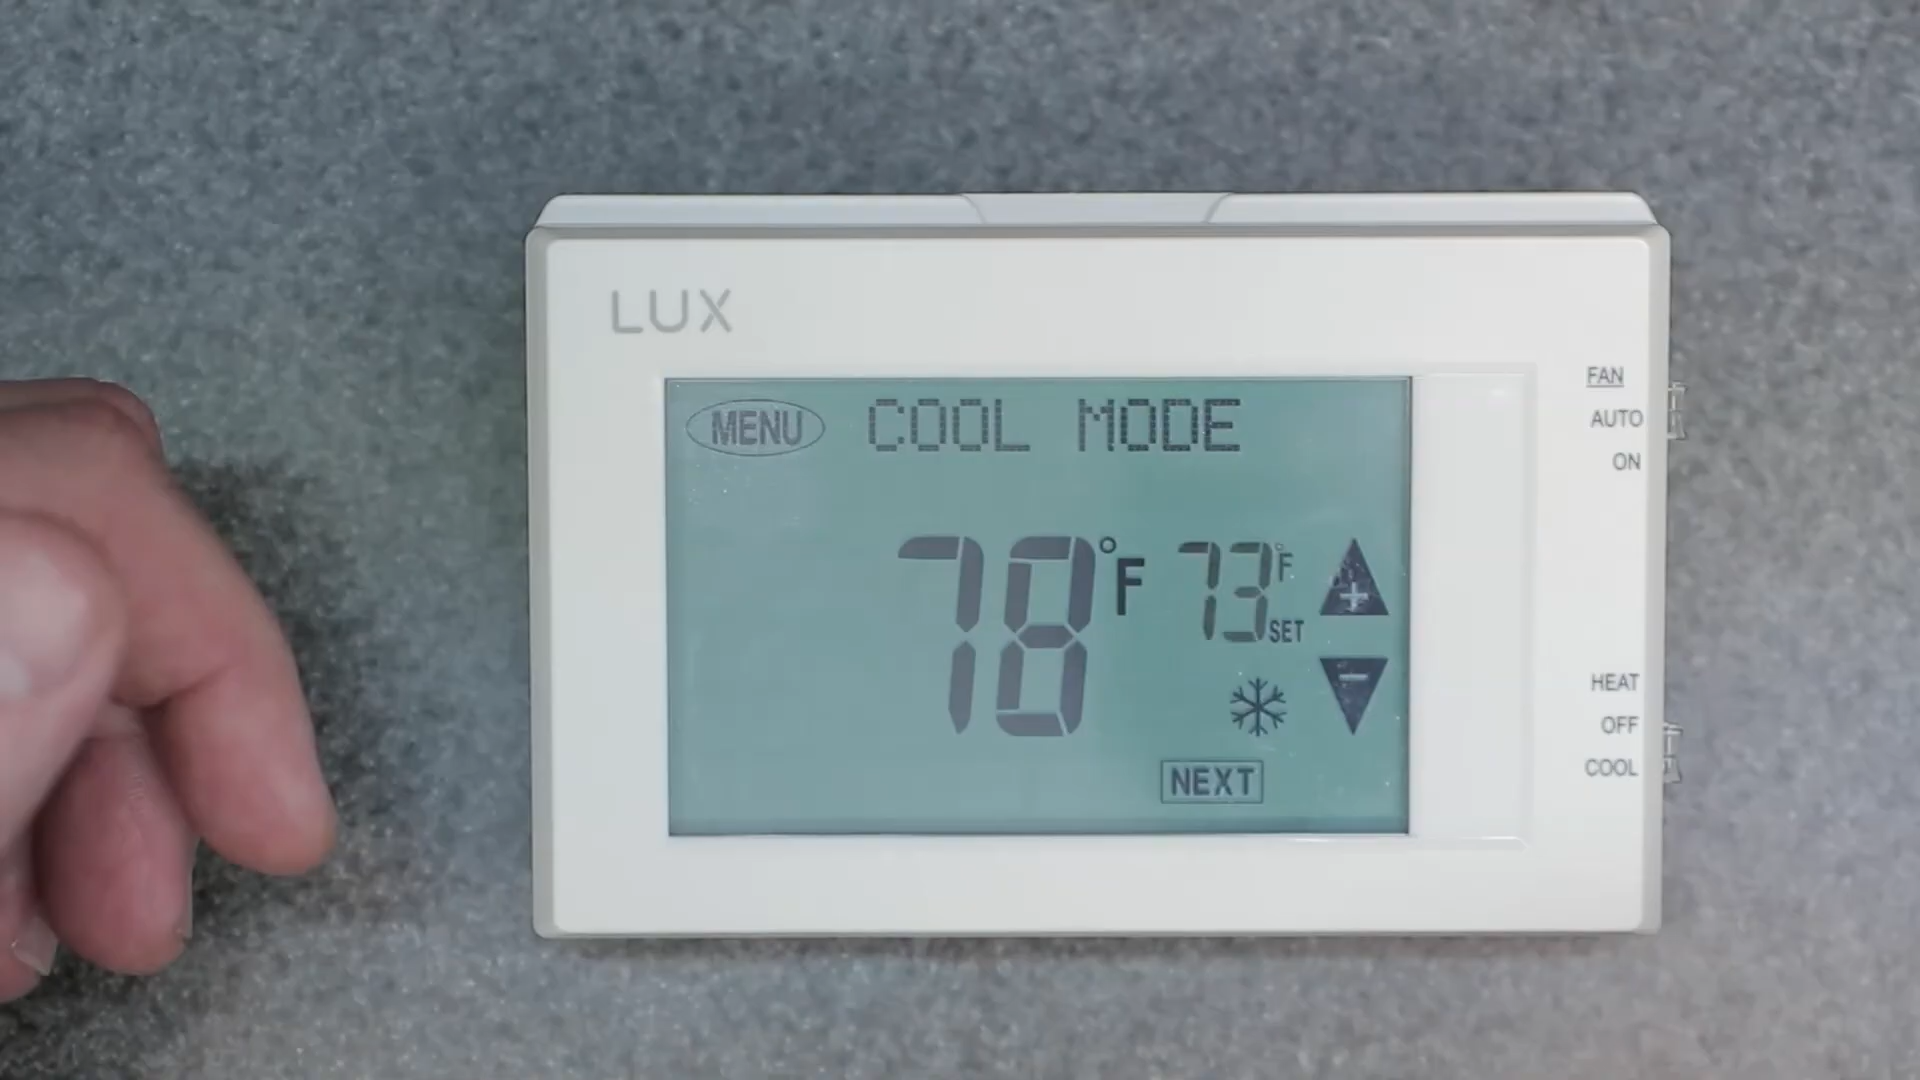 LUX
MENU COOL MODE
78°F 73°F SET
+
−
NEXT
FAN
AUTO
ON
HEAT
OFF
COOL